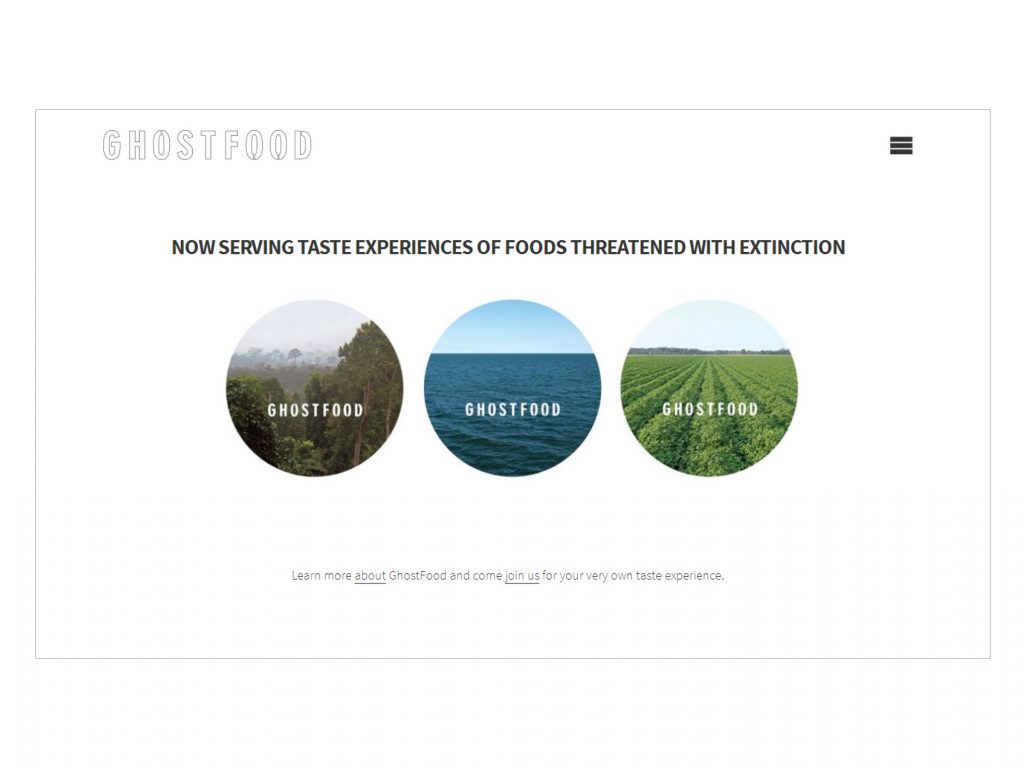 GHOSTFOOD
NOW SERVING TASTE EXPERIENCES OF FOODS THREATENED WITH EXTINCTION
GHOSTFOOD
GHOSTFOOD
GHOSTFOOD
Learn more about GhostFood and come join us for your very own taste experience.